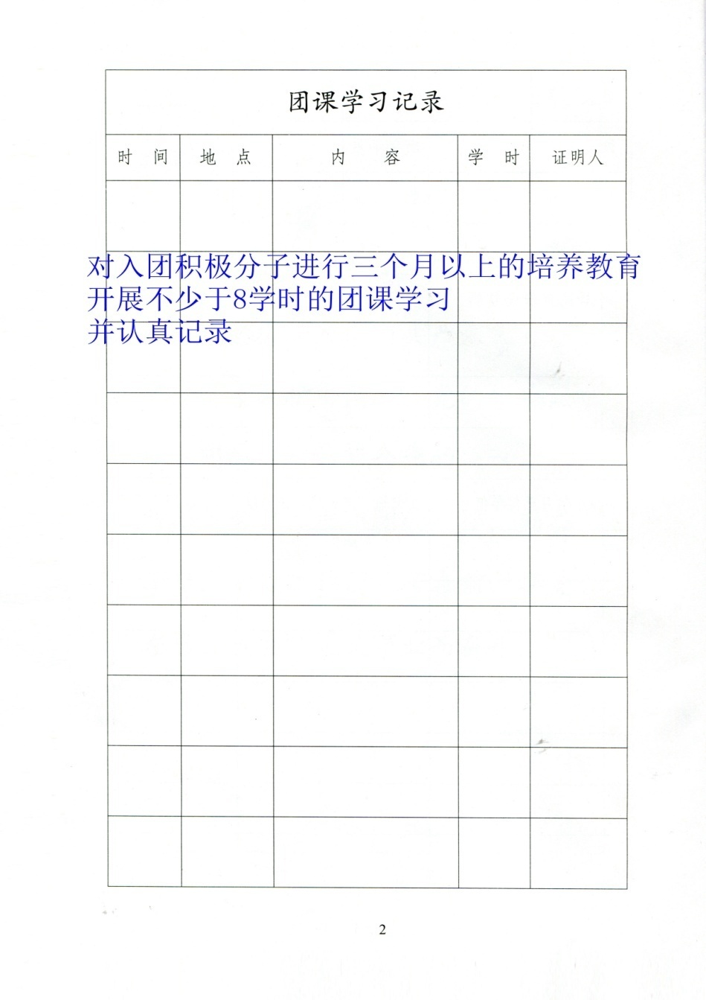 团课学习记录
时 间 地 点 内 容 学 时 证明人
对入团积极分子进行三个月以上的培养教育
开展不少于8学时的团课学习
并认真记录
2